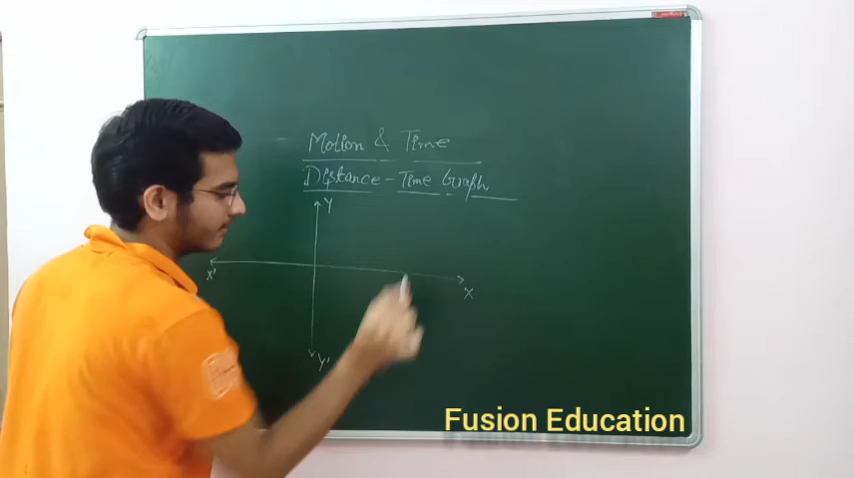 Motion & Time
Distance - Time Graph
Y
X'
X
Y'
Fusion Education